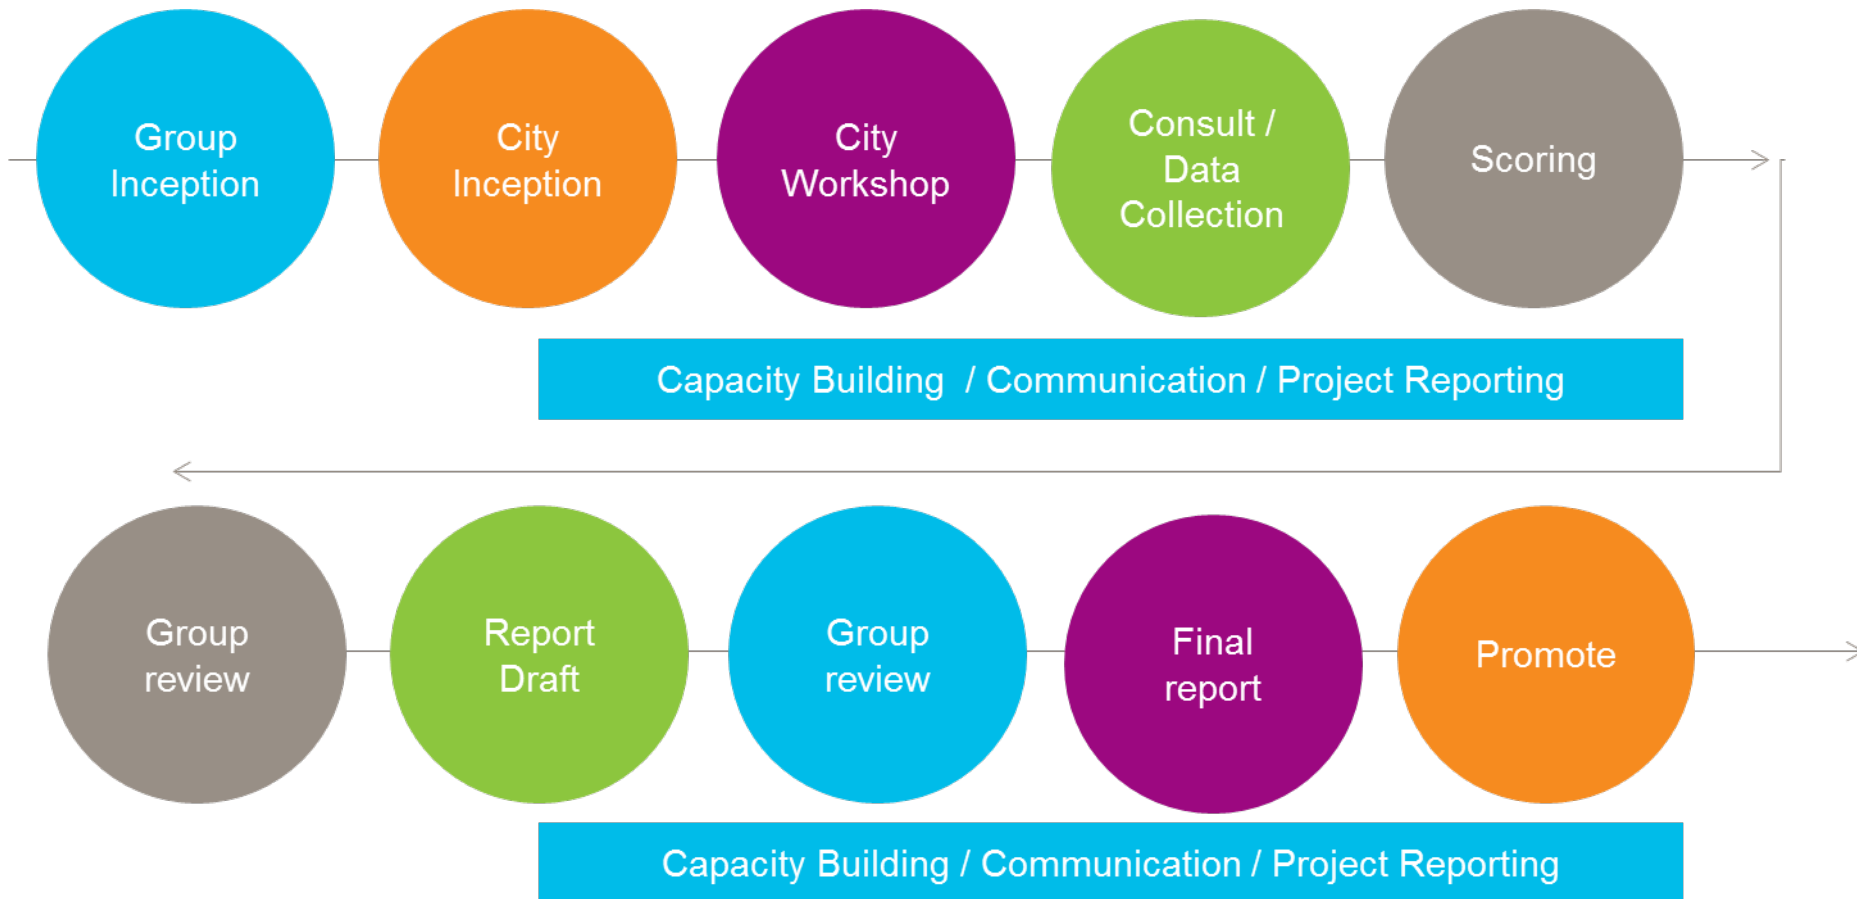 Group
Inception
City
Inception
City
Workshop
Consult /
Data
Collection
Scoring
Capacity Building / Communication / Project Reporting
Group
review
Report
Draft
Group
review
Final
report
Promote
Capacity Building / Communication / Project Reporting